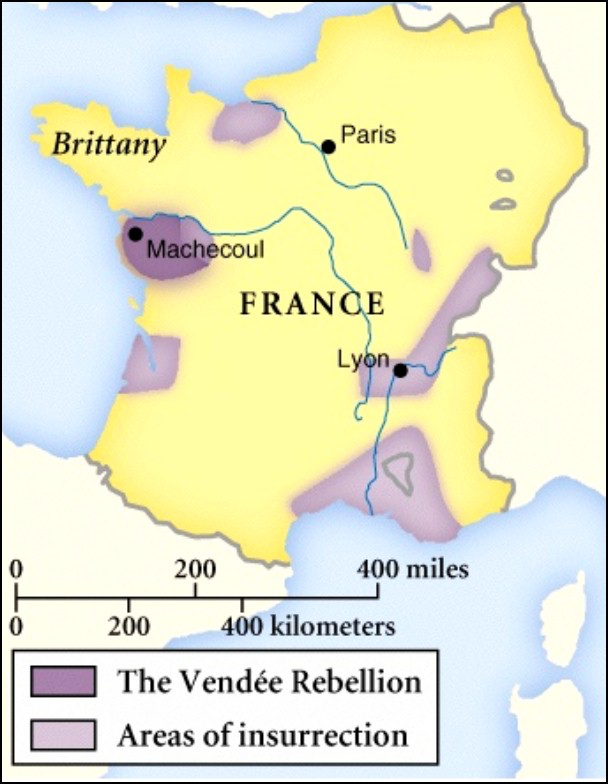 Paris
Brittany
Machecoul
FRANCE
Lyon
0 200 400 miles
0 200 400 kilometers
The Vendée Rebellion
Areas of insurrection